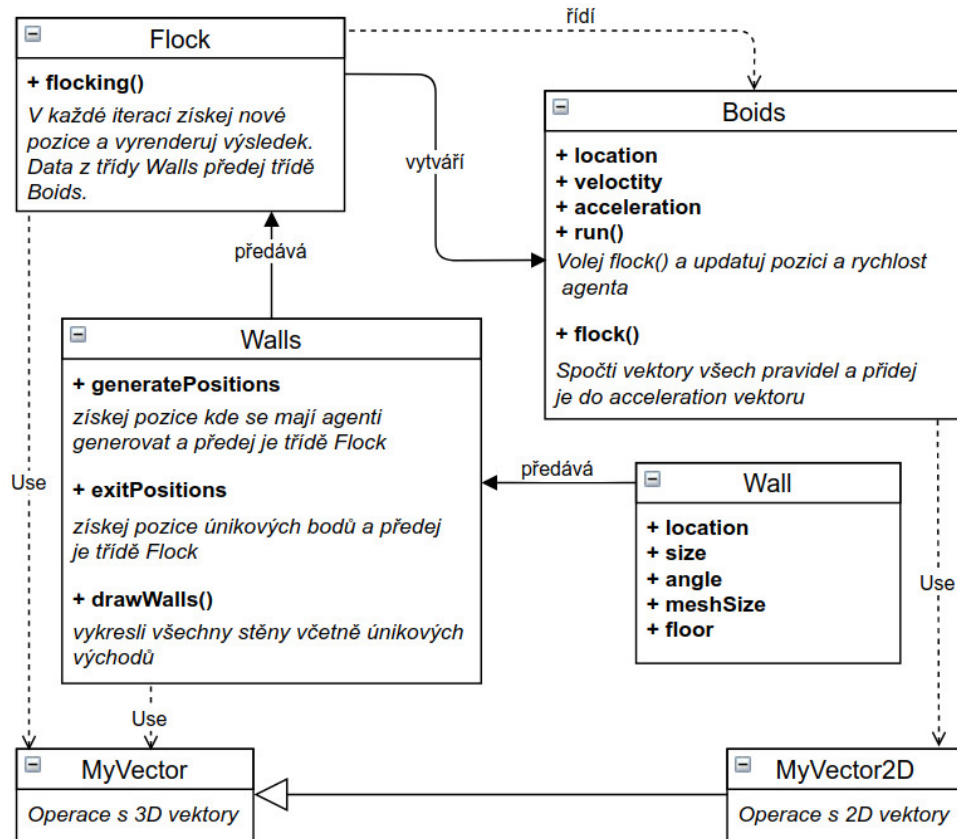 řídí
Flock
+ flocking()
V každé iteraci získej nové
pozice a vyrenderuj výsledek.
Data z třídy Walls předej třídě
Boids.
vytváří
Boids
+ location
+ veloctity
+ acceleration
+ run()
Volej flock() a updatuj pozici a rychlost
agenta
+ flock()
Spočti vektory všech pravidel a přidej
je do acceleration vektoru
předává
Walls
+ generatePositions
získej pozice kde se mají agenti
generovat a předej je třídě Flock
+ exitPositions
získej pozice únikových bodů a předej
je třídě Flock
+ drawWalls()
vykresli všechny stěny včetně únikových
východů
předává
Wall
+ location
+ size
+ angle
+ meshSize
+ floor
Use
Use
Use
MyVector
Operace s 3D vektory
MyVector2D
Operace s 2D vektory